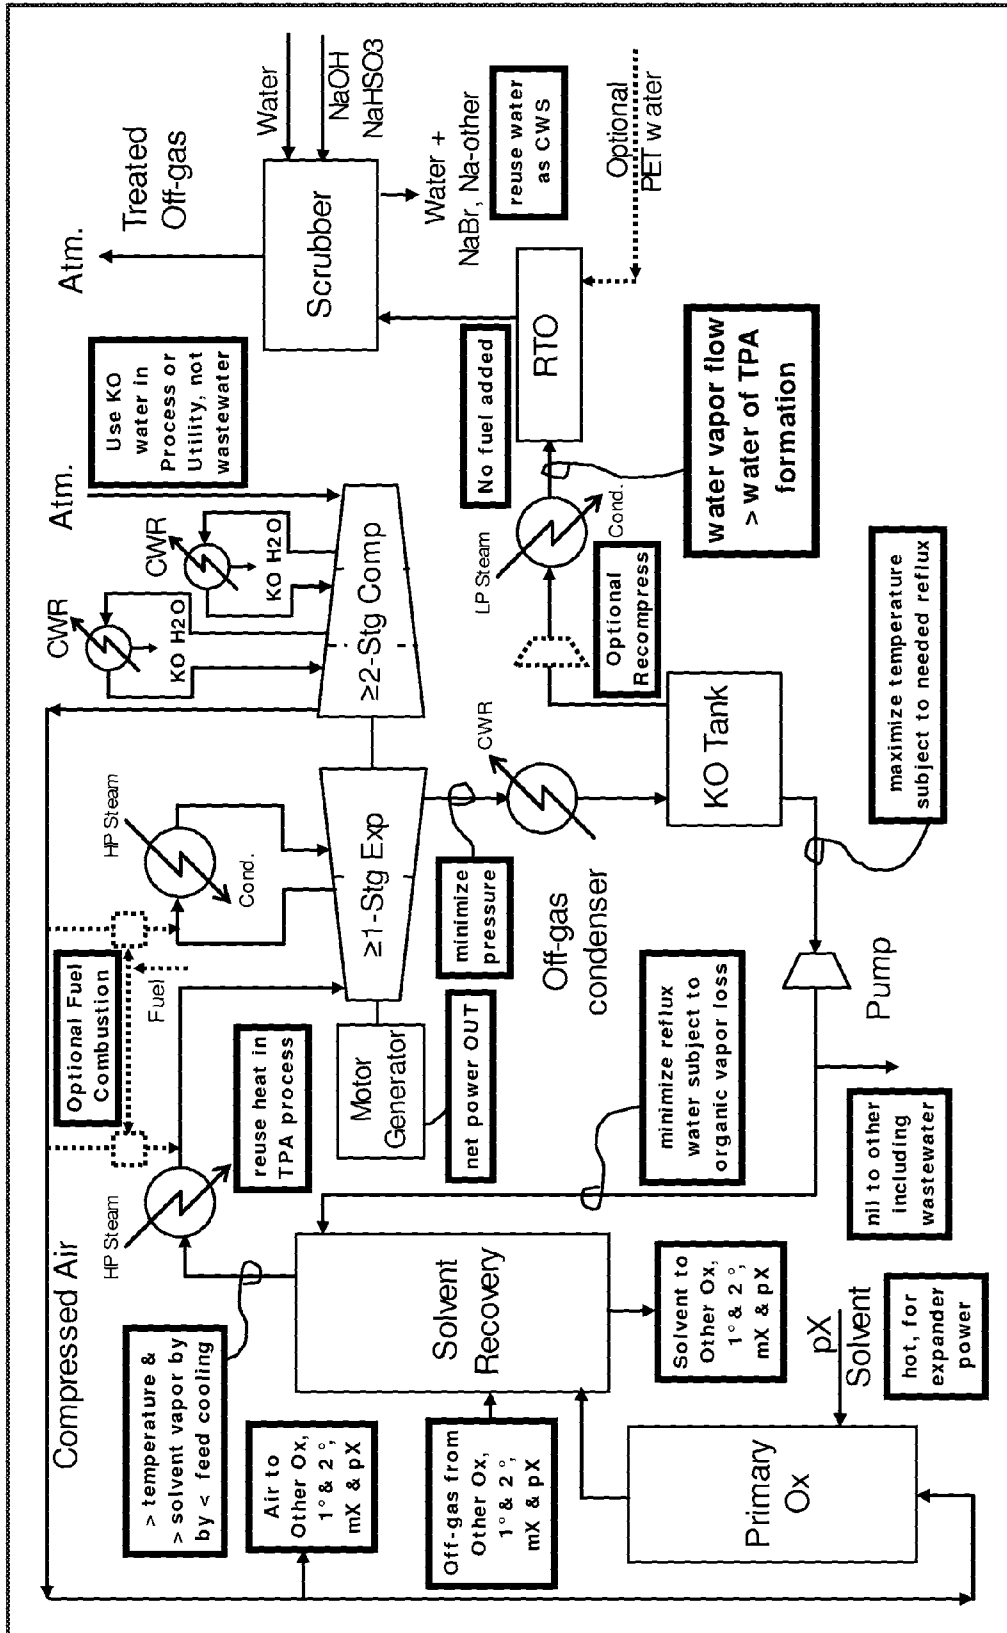 Compressed Air
> temperature &
> solvent vapor by
by < feed cooling
Air to
Other Ox,
1° & 2°,
mX & pX
Off-gas from
Other Ox,
1° & 2°,
mX & pX
Primary
Ox
pX
Solvent
hot, for
expander
power
Solvent
Recovery
Solvent to
Other Ox,
1° & 2°,
mX & pX
HP Steam
reuse heat in
TPA process
Optional Fuel
Combustion
Fuel
HP Steam
Cond.
Motor
Generator
net power OUT
≥1-Stg Exp
minimize
pressure
Off-gas
condenser
CWR
minimize reflux
water subject to
organic vapor loss
nil to other
including
wastewater
Pump
KO Tank
maximize temperature
subject to needed reflux
≥2-Stg Comp
CWR
KO H2O
CWR
KO H2O
Atm.
Use KO
water in
Process or
Utility, not
wastewater
Optional
Recompress
LP Steam
Cond.
No fuel added
water vapor flow
> water of TPA
formation
RTO
Optional
PET water
Atm.
Treated
Off-gas
Scrubber
Water
NaOH
NaHSO3
Water +
NaBr, Na-other
reuse water
as CWS